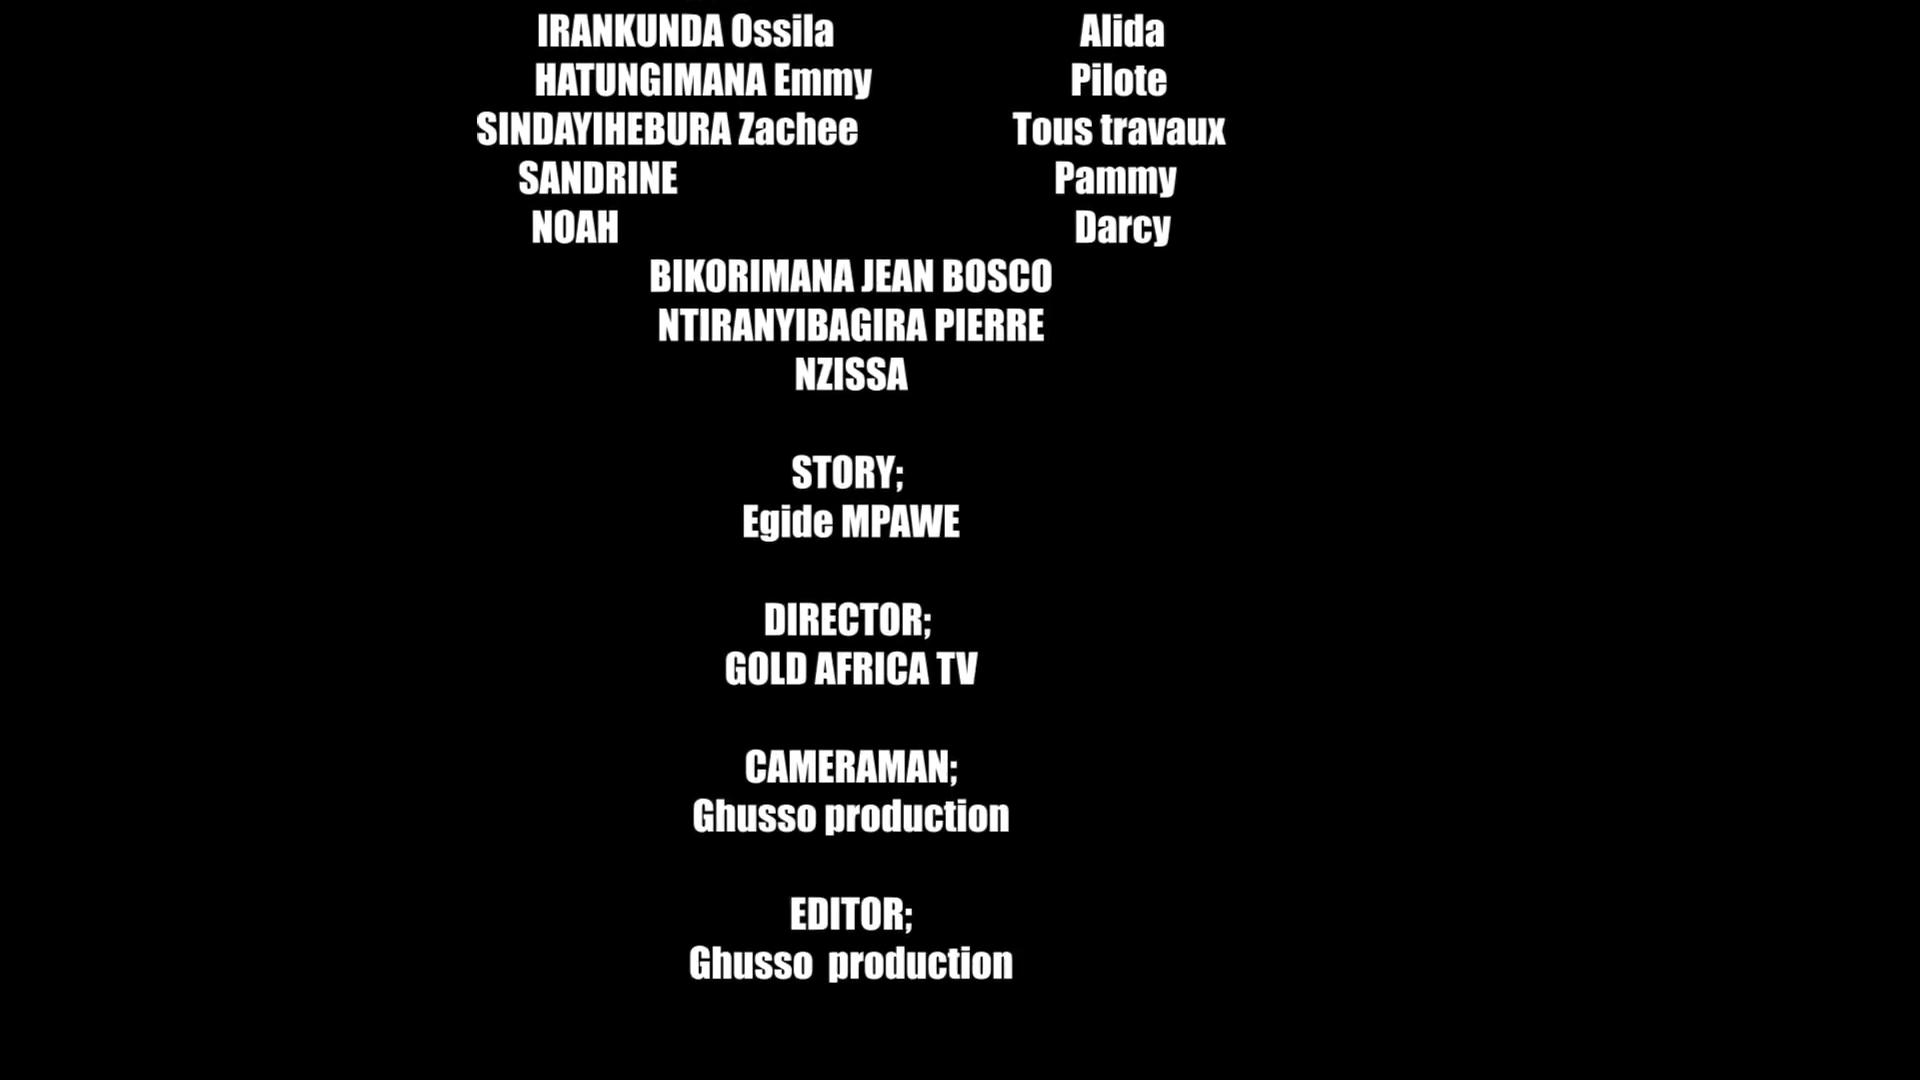 IRANKUNDA Ossila Alida
HATUNGIMANA Emmy Pilote
SINDAYIHEBURA Zachee Tous travaux
SANDRINE Pammy
NOAH Darcy
BIKORIMANA JEAN BOSCO
NTIRANYIBAGIRA PIERRE
NZISSA
STORY;
Egide MPAWE
DIRECTOR;
GOLD AFRICA TV
CAMERAMAN;
Ghusso production
EDITOR;
Ghusso production